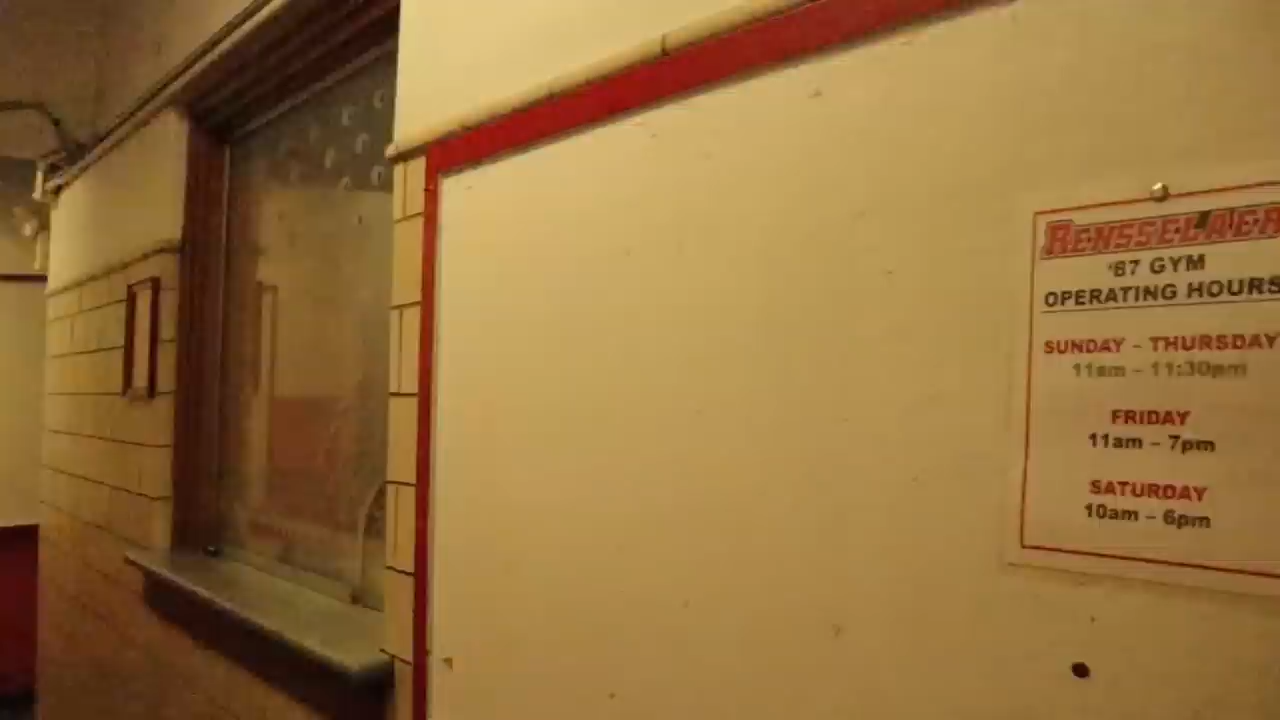 RENSSELAER
'87 GYM
OPERATING HOURS
SUNDAY – THURSDAY
11am – 11:30pm
FRIDAY
11am – 7pm
SATURDAY
10am – 6pm